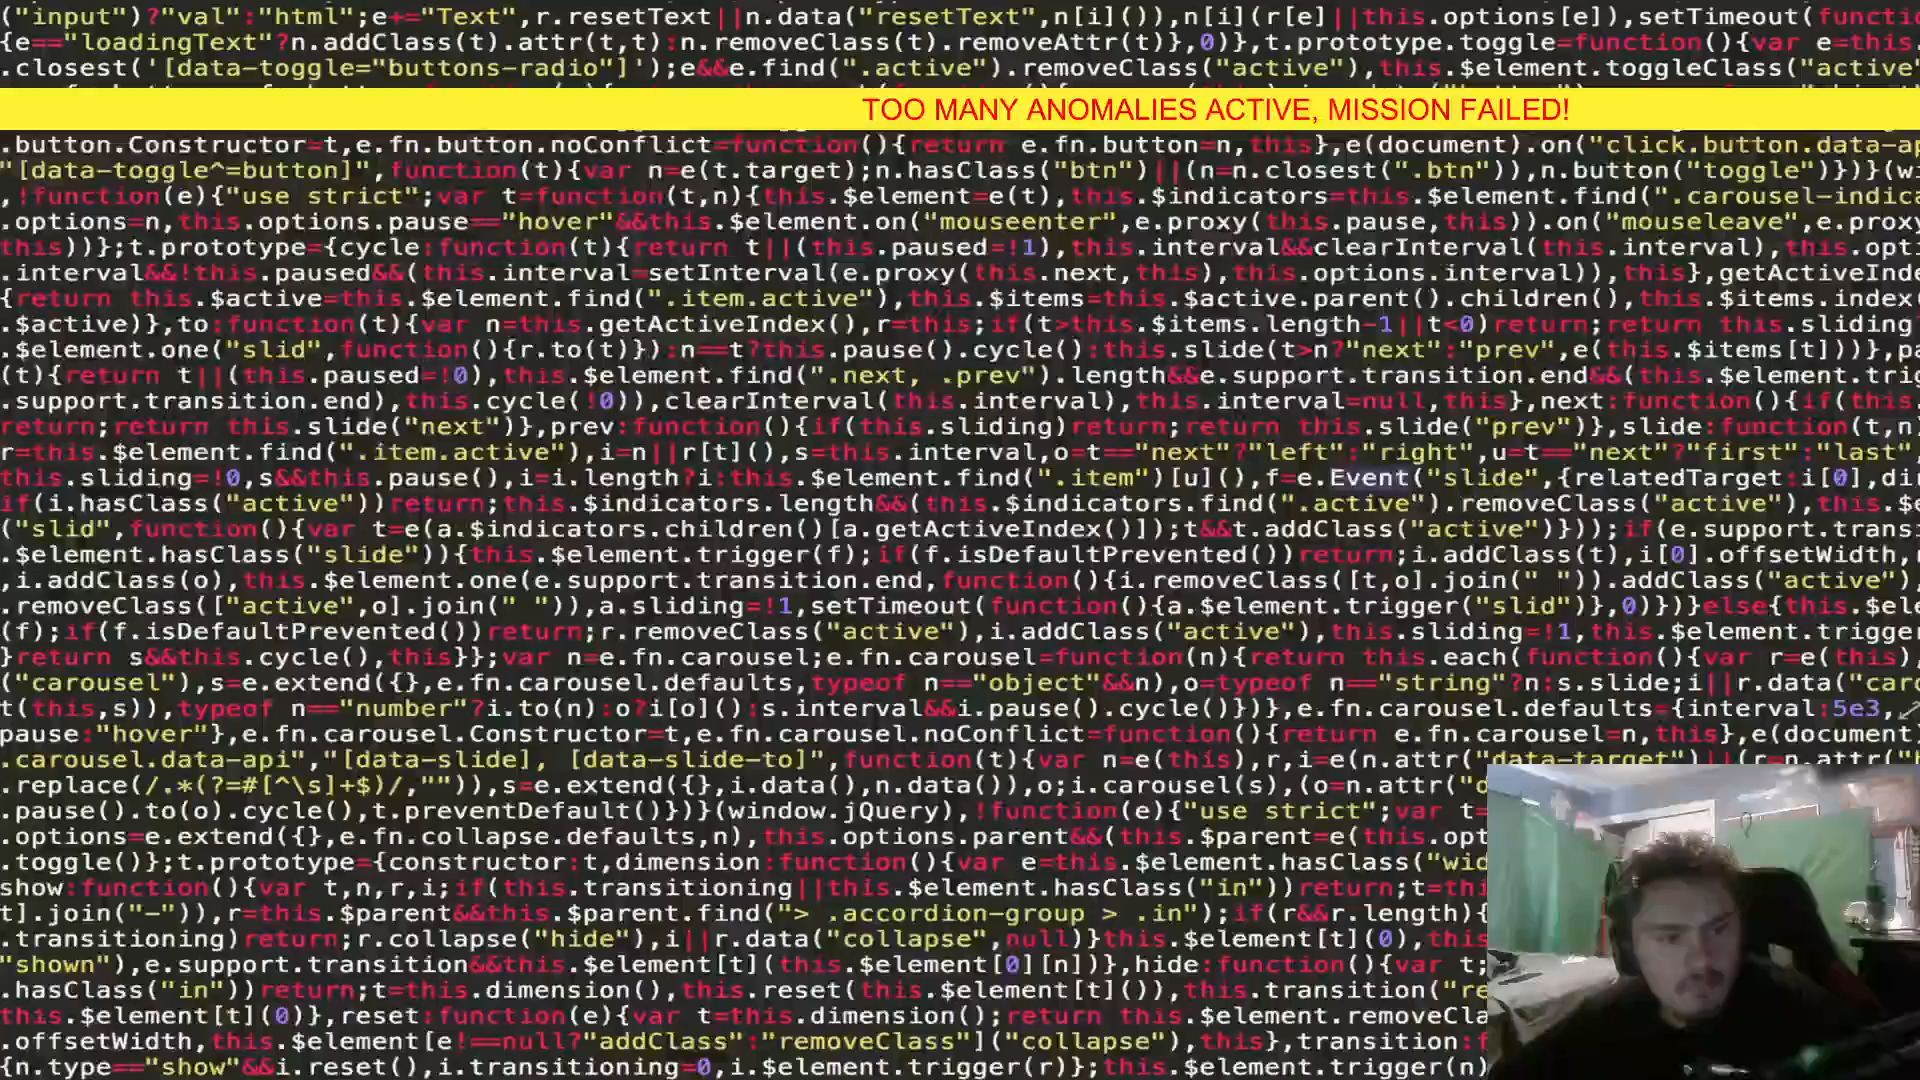 ("input")?"val":"html";e+="Text",r.resetText||n.data("resetText",n[i]()),n[i](r[e]||this.options[e]),setTimeout(functio
{e=="loadingText"?n.addClass(t).attr(t,t):n.removeClass(t).removeAttr(t)},0)},t.prototype.toggle=function(){var e=this.
.closest('[data-toggle="buttons-radio"]');e&&e.find(".active").removeClass("active"),this.$element.toggleClass("active"
TOO MANY ANOMALIES ACTIVE, MISSION FAILED!
.button.Constructor=t,e.fn.button.noConflict=function(){return e.fn.button=n,this},e(document).on("click.button.data-ap
"[data-toggle^=button]",function(t){var n=e(t.target);n.hasClass("btn")||(n=n.closest(".btn")),n.button("toggle")})}(wi
,!function(e){"use strict";var t=function(t,n){this.$element=e(t),this.$indicators=this.$element.find(".carousel-indica
.options=n,this.options.pause=="hover"&&this.$element.on("mouseenter",e.proxy(this.pause,this)).on("mouseleave",e.proxy
this))};t.prototype={cycle:function(t){return t||(this.paused=!1),this.interval&&clearInterval(this.interval),this.opti
.interval&&!this.paused&&(this.interval=setInterval(e.proxy(this.next,this),this.options.interval)),this},getActiveInde
{return this.$active=this.$element.find(".item.active"),this.$items=this.$active.parent().children(),this.$items.index(
.$active)},to:function(t){var n=this.getActiveIndex(),r=this;if(t>this.$items.length-1||t<0)return;return this.sliding
.$element.one("slid",function(){r.to(t)}):n==t?this.pause().cycle():this.slide(t>n?"next":"prev",e(this.$items[t]))},pa
(t){return t||(this.paused=!0),this.$element.find(".next, .prev").length&&e.support.transition.end&&(this.$element.trig
.support.transition.end),this.cycle(!0)),clearInterval(this.interval),this.interval=null,this},next:function(){if(this.
return;return this.slide("next")},prev:function(){if(this.sliding)return;return this.slide("prev")},slide:function(t,n)
r=this.$element.find(".item.active"),i=n||r[t](),s=this.interval,o=t=="next"?"left":"right",u=t=="next"?"first":"last",
this.sliding=!0,s&&this.pause(),i=i.length?i:this.$element.find(".item")[u](),f=e.Event("slide",{relatedTarget:i[0],dir
if(i.hasClass("active"))return;this.$indicators.length&&(this.$indicators.find(".active").removeClass("active"),this.$e
("slid",function(){var t=e(a.$indicators.children()[a.getActiveIndex()]);t&&t.addClass("active")}));if(e.support.transi
.$element.hasClass("slide")){this.$element.trigger(f);if(f.isDefaultPrevented())return;i.addClass(t),i[0].offsetWidth,
,i.addClass(o),this.$element.one(e.support.transition.end,function(){i.removeClass([t,o].join(" ")).addClass("active")
.removeClass(["active",o].join(" ")),a.sliding=!1,setTimeout(function(){a.$element.trigger("slid")},0)})}else{this.$ele
(f);if(f.isDefaultPrevented())return;r.removeClass("active"),i.addClass("active"),this.sliding=!1,this.$element.trigger
}return s&&this.cycle(),this}};var n=e.fn.carousel;e.fn.carousel=function(n){return this.each(function(){var r=e(this),
("carousel"),s=e.extend({},e.fn.carousel.defaults,typeof n=="object"&&n),o=typeof n=="string"?n:s.slide;i||r.data("caro
t(this,s)),typeof n=="number"?i.to(n):o?i[o]():s.interval&&i.pause().cycle()})},e.fn.carousel.defaults={interval:5e3,
pause:"hover"},e.fn.carousel.Constructor=t,e.fn.carousel.noConflict=function(){return e.fn.carousel=n,this},e(document
.carousel.data-api","[data-slide], [data-slide-to]",function(t){var n=e(this),r,i=e(n.attr("data-target")||(r=n.attr("h
.replace(/.*(?=#[^\s]+$)/,"")),s=e.extend({},i.data(),n.data()),o;i.carousel(s),(o=n.attr("d
.pause().to(o).cycle(),t.preventDefault()})}(window.jQuery),!function(e){"use strict";var t=
.options=e.extend({},e.fn.collapse.defaults,n),this.options.parent&&(this.$parent=e(this.opt
.toggle()};t.prototype={constructor:t,dimension:function(){var e=this.$element.hasClass("wid
show:function(){var t,n,r,i;if(this.transitioning||this.$element.hasClass("in"))return;t=thi
t].join("-")),r=this.$parent&&this.$parent.find("> .accordion-group > .in");if(r&&r.length){
.transitioning)return;r.collapse("hide"),i||r.data("collapse",null)}this.$element[t](0),this
"shown"),e.support.transition&&this.$element[t](this.$element[0][n])},hide:function(){var t;
.hasClass("in"))return;t=this.dimension(),this.reset(this.$element[t]()),this.transition("re
this.$element[t](0)},reset:function(e){var t=this.dimension();return this.$element.removeCla
.offsetWidth,this.$element[e!==null?"addClass":"removeClass"]("collapse"),this},transition:f
{n.type=="show"&&i.reset(),i.transitioning=0,i.$element.trigger(r)};this.$element.trigger(n)